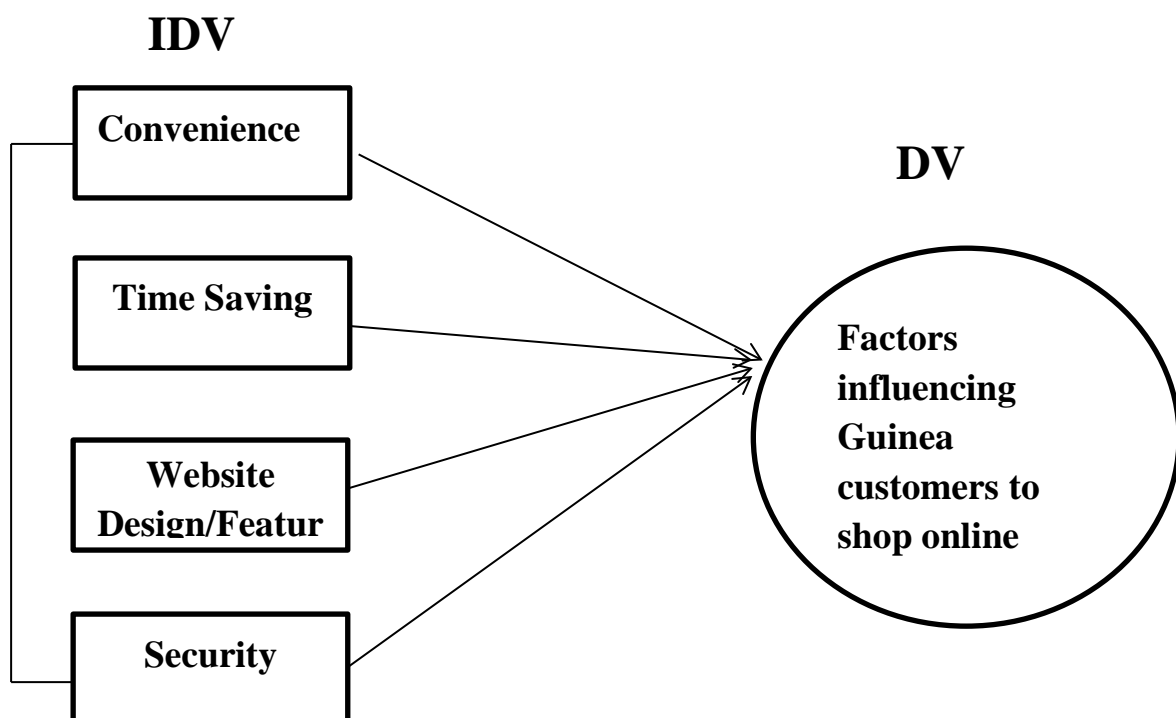 IDV
Convenience
Time Saving
Website
Design/Featur
Security
DV
Factors
influencing
Guinea
customers to
shop online